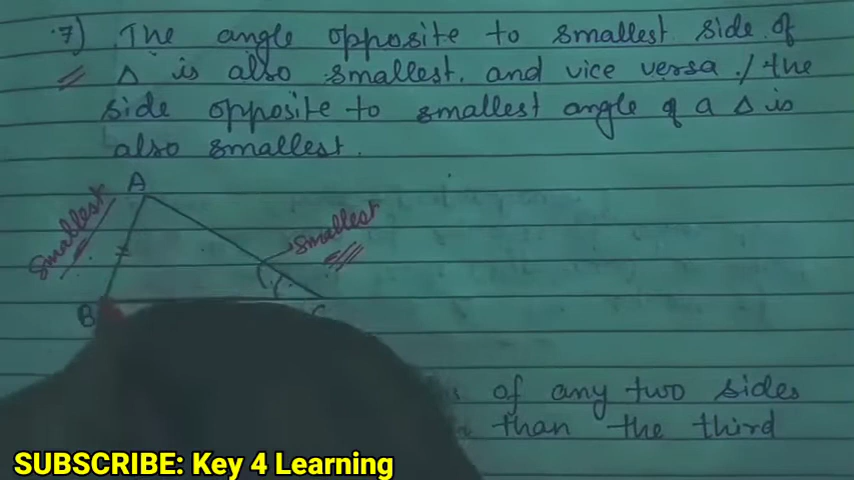 7) The angle opposite to smallest side of
Δ is also smallest. and vice versa. / the
side opposite to smallest angle of a Δ is
also smallest.
A
smallest
smallest
B
C
of any two sides
than the third
SUBSCRIBE: Key 4 Learning